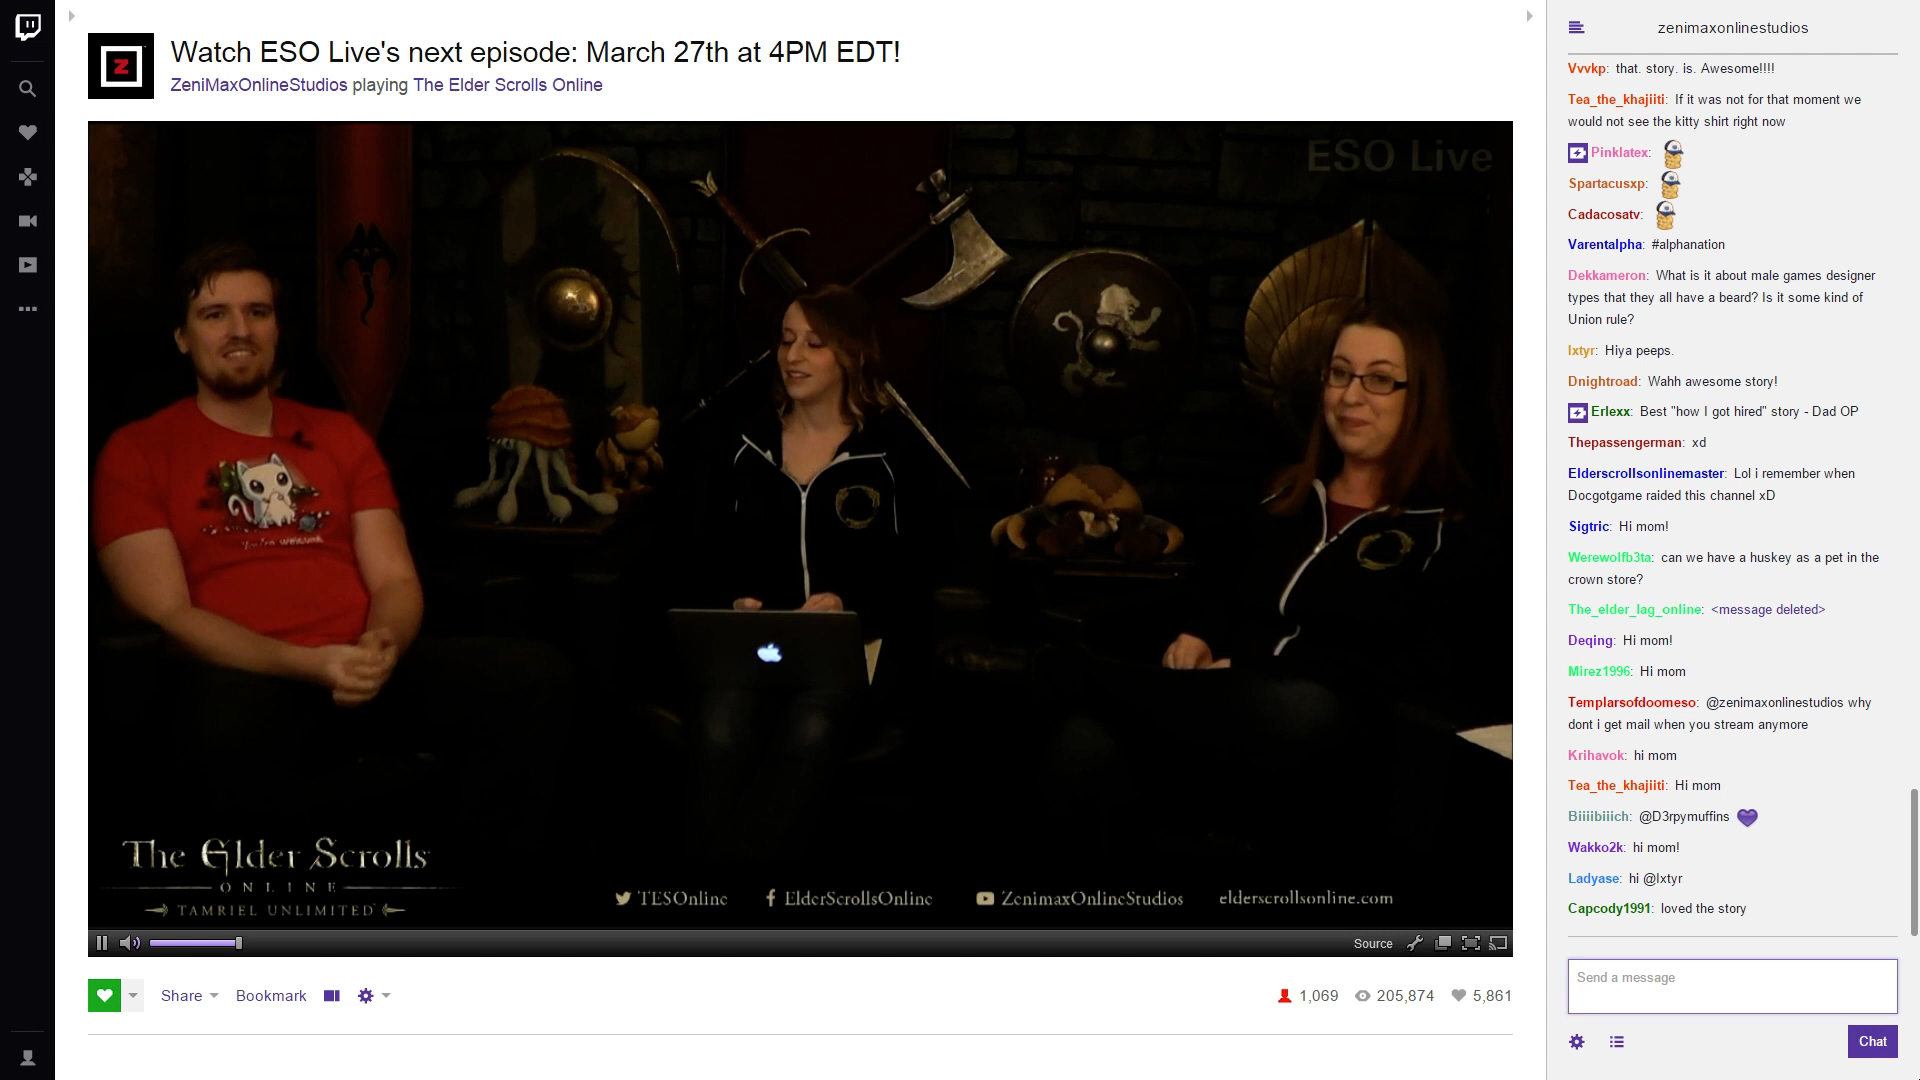 Watch ESO Live's next episode: March 27th at 4PM EDT!
ZeniMaxOnlineStudios playing The Elder Scrolls Online
Z
ESO Live
You're welcome
The Elder Scrolls
ONLINE
TAMRIEL UNLIMITED
TESOnline
ElderScrollsOnline
ZenimaxOnlineStudios
elderscrollsonline.com
Source
Share
Bookmark
1,069
205,874
5,861
zenimaxonlinestudios
Vvvkp: that. story. is. Awesome!!!!
Tea_the_khajiiti: If it was not for that moment we
would not see the kitty shirt right now
Pinklatex:
Spartacusxp:
Cadacosatv:
Varentalpha: #alphanation
Dekkameron: What is it about male games designer
types that they all have a beard? Is it some kind of
Union rule?
Ixtyr: Hiya peeps.
Dnightroad: Wahh awesome story!
Erlexx: Best "how I got hired" story - Dad OP
Thepassengerman: xd
Elderscrollsonlinemaster: Lol i remember when
Docgotgame raided this channel xD
Sigtric: Hi mom!
Werewolfb3ta: can we have a huskey as a pet in the
crown store?
The_elder_lag_online: <message deleted>
Deqing: Hi mom!
Mirez1996: Hi mom
Templarsofdoomeso: @zenimaxonlinestudios why
dont i get mail when you stream anymore
Krihavok: hi mom
Tea_the_khajiiti: Hi mom
Biiiibiiich: @D3rpymuffins
Wakko2k: hi mom!
Ladyase: hi @Ixtyr
Capcody1991: loved the story
Send a message
Chat